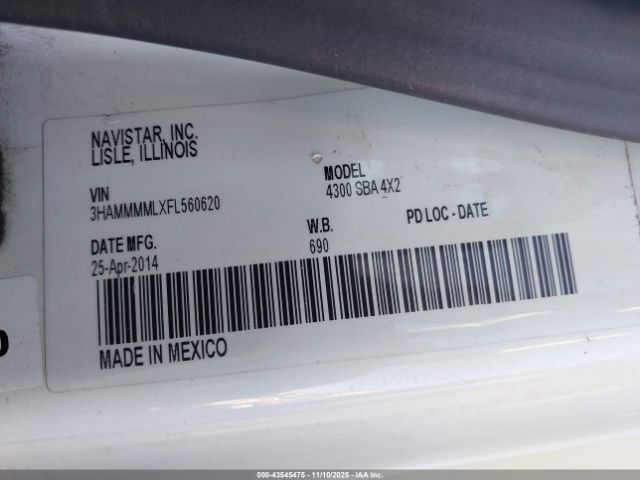 NAVISTAR, INC.
LISLE, ILLINOIS
VIN
3HAMMMMLXFL560620
MODEL
4300 SBA 4X2
DATE MFG.
25-Apr-2014
W.B.
690
PD LOC - DATE
MADE IN MEXICO
000-43545475 - 11/10/2025 - IAA Inc.